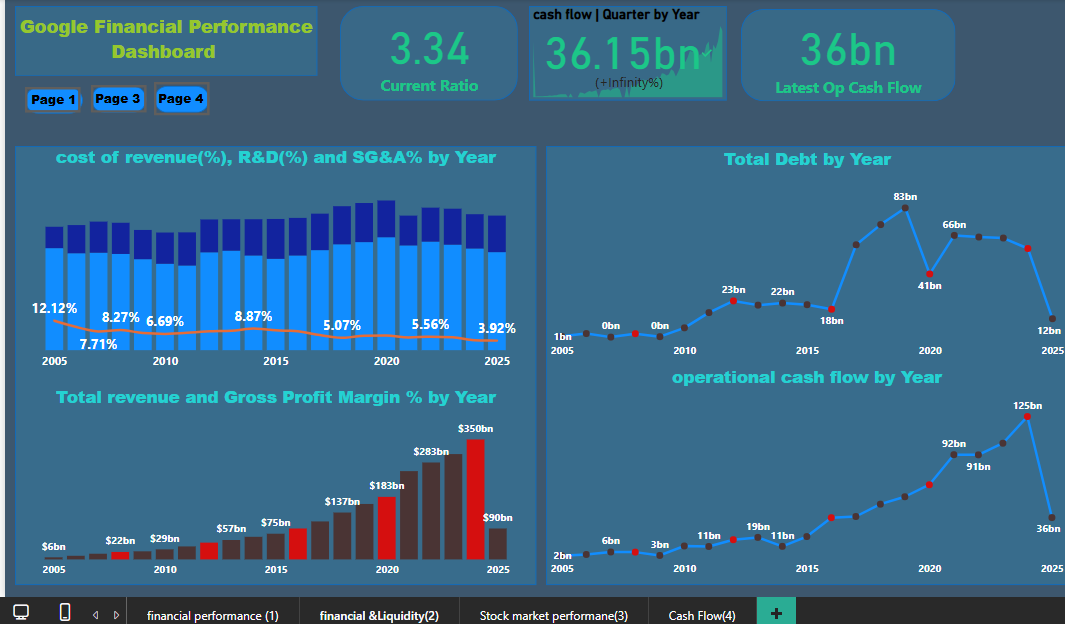 Google Financial Performance
Dashboard
Page 1
Page 3
Page 4
3.34
Current Ratio
cash flow | Quarter by Year
36.15bn
(+Infinity%)
36bn
Latest Op Cash Flow
cost of revenue(%), R&D(%) and SG&A% by Year
12.12%
7.71%
8.27%
6.69%
8.87%
5.07%
5.56%
3.92%
2005
2010
2015
2020
2025
Total Debt by Year
1bn
0bn
0bn
23bn
22bn
18bn
83bn
41bn
66bn
12bn
2005
2010
2015
2020
2025
Total revenue and Gross Profit Margin % by Year
$6bn
$22bn
$29bn
$57bn
$75bn
$137bn
$183bn
$283bn
$350bn
$90bn
2005
2010
2015
2020
2025
operational cash flow by Year
2bn
6bn
3bn
11bn
19bn
11bn
92bn
91bn
125bn
36bn
2005
2010
2015
2020
2025
financial performance (1)
financial &Liquidity(2)
Stock market performane(3)
Cash Flow(4)